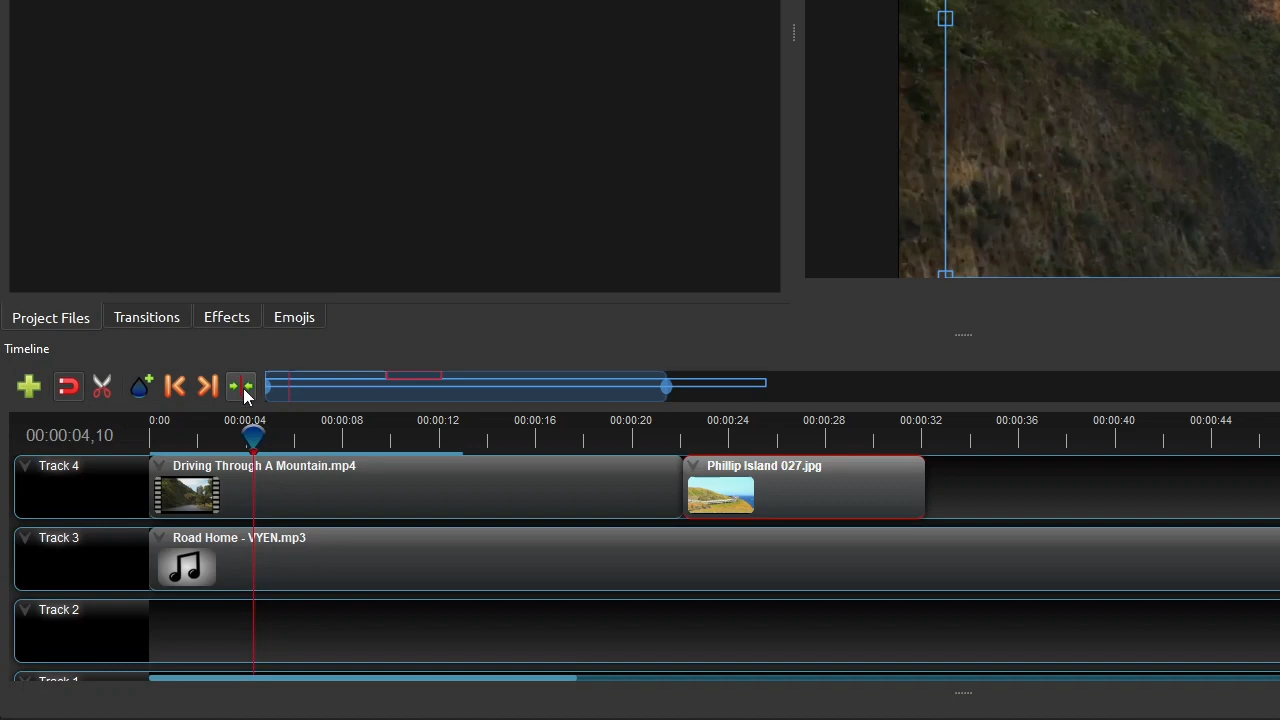 Project Files Transitions Effects Emojis
Timeline
0:00 00:00:04 00:00:08 00:00:12 00:00:16 00:00:20 00:00:24 00:00:28 00:00:32 00:00:36 00:00:40 00:00:44
00:00:04,10
Track 4 Driving Through A Mountain.mp4 Phillip Island 027.jpg
Track 3 Road Home - VYEN.mp3
Track 2
Track 1